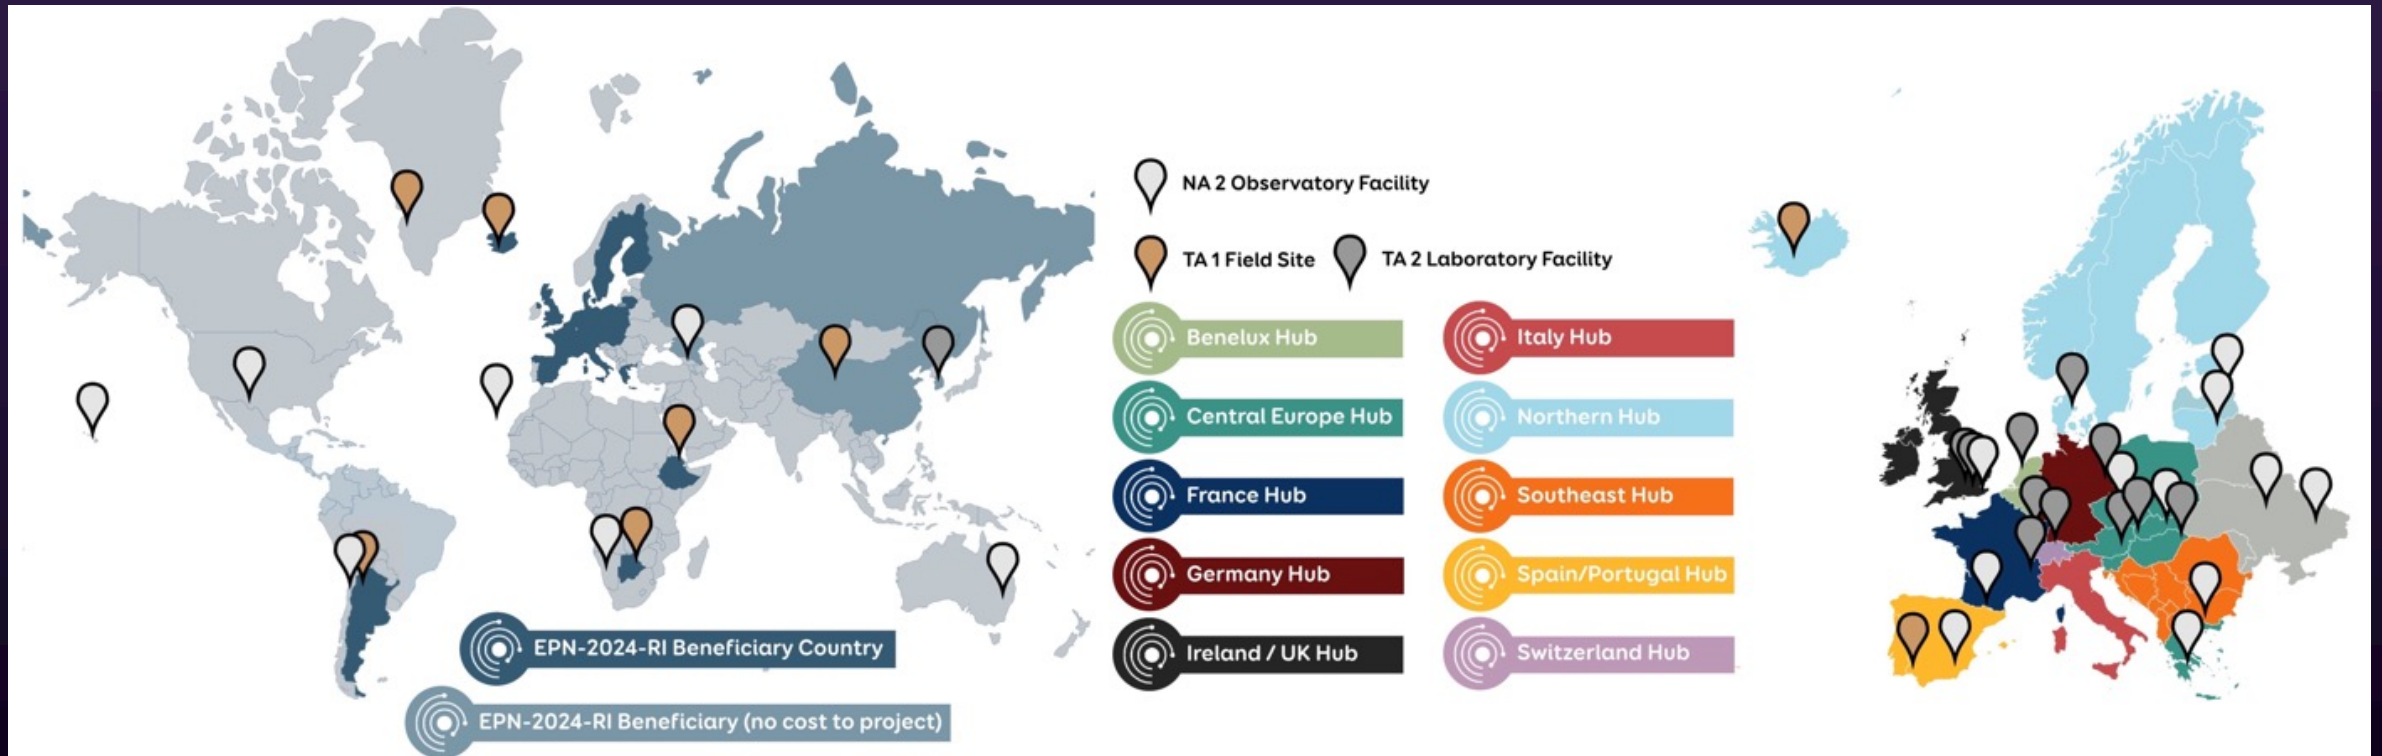 NA 2 Observatory Facility
TA 1 Field Site
TA 2 Laboratory Facility
Benelux Hub
Italy Hub
Central Europe Hub
Northern Hub
France Hub
Southeast Hub
Germany Hub
Spain/Portugal Hub
Ireland / UK Hub
Switzerland Hub
EPN-2024-RI Beneficiary Country
EPN-2024-RI Beneficiary (no cost to project)